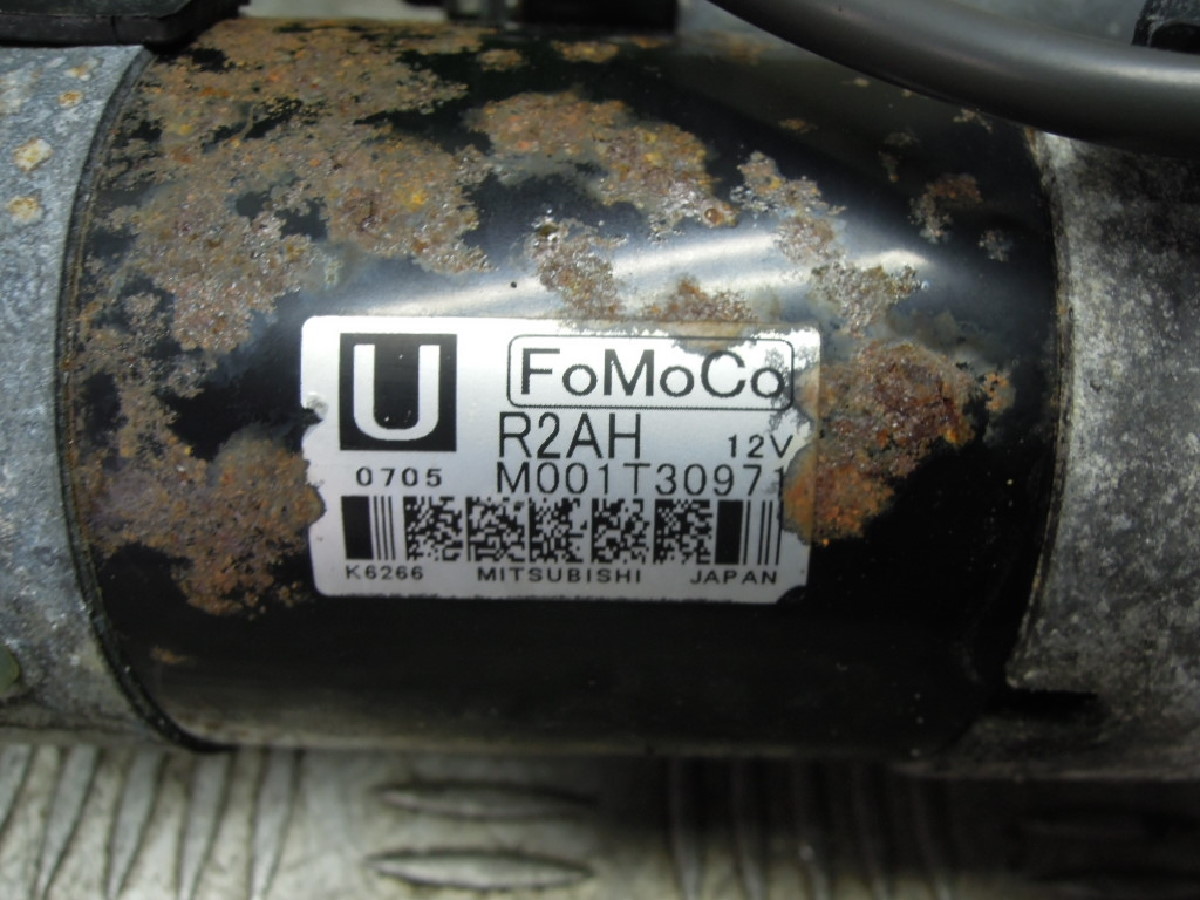 U
FoMoCo
R2AH 12V
0705 M001T30971
K6266 MITSUBISHI JAPAN